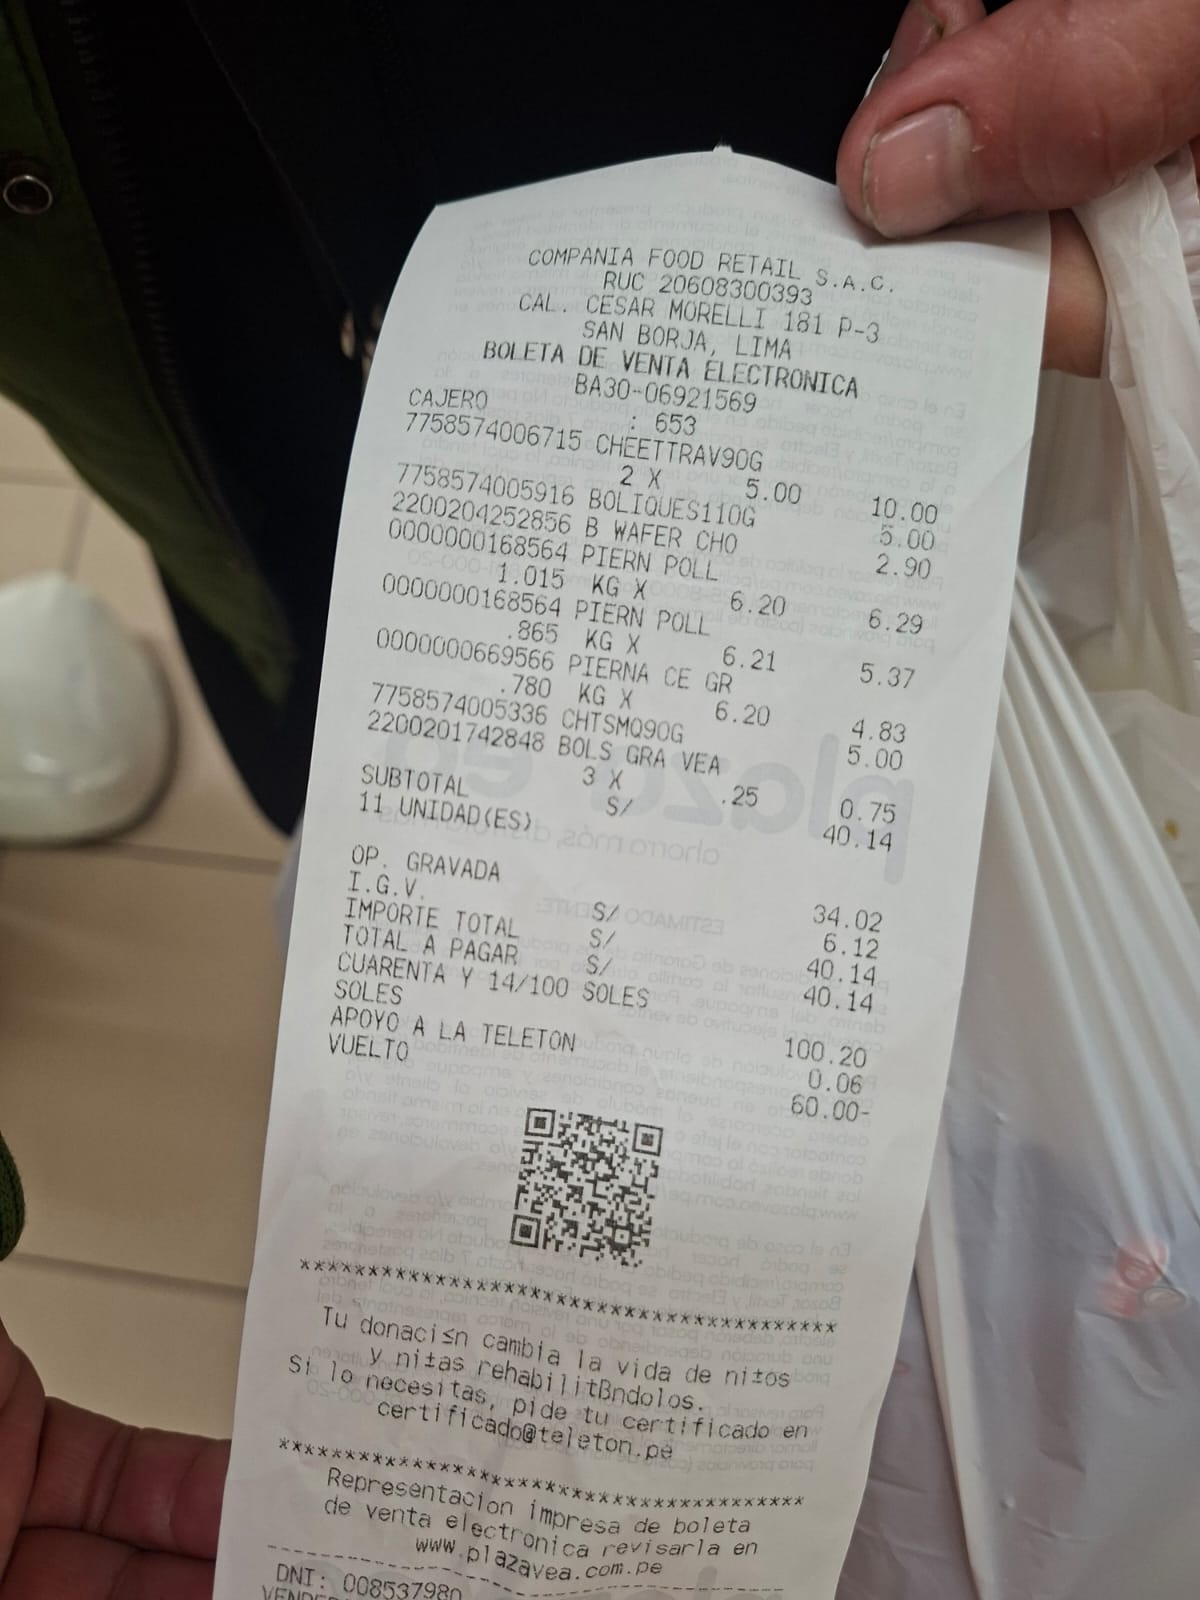 COMPANIA FOOD RETAIL S.A.C.
RUC 20608300393
CAL. CESAR MORELLI 181 P-3
SAN BORJA, LIMA
BOLETA DE VENTA ELECTRONICA
BA30-06921569
CAJERO : 653
7758574006715 CHEETTRAV90G
2 X 5.00 10.00
7758574005916 BOLIQUES110G 5.00
2200204252856 B WAFER CHO 2.90
0000000168564 PIERN POLL
1.015 KG X 6.20 6.29
0000000168564 PIERN POLL
.865 KG X 6.21 5.37
0000000669566 PIERNA CE GR
.780 KG X 6.20 4.83
7758574005336 CHTSMQ90G 5.00
2200201742848 BOLS GRA VEA
3 X .25 0.75
SUBTOTAL S/ 40.14
11 UNIDAD(ES)
OP. GRAVADA S/ 34.02
I.G.V. S/ 6.12
IMPORTE TOTAL S/ 40.14
TOTAL A PAGAR 40.14
CUARENTA Y 14/100 SOLES
SOLES 100.20
APOYO A LA TELETON 0.06
VUELTO 60.00-
****************************************
Tu donaci≤n cambia la vida de ni±os
y ni±as rehabilitßndolos.
Si lo necesitas, pide tu certificado en
certificado@teleton.pe
****************************************
Representacion impresa de boleta
de venta electronica revisarla en
www.plazavea.com.pe
DNI: 008537980